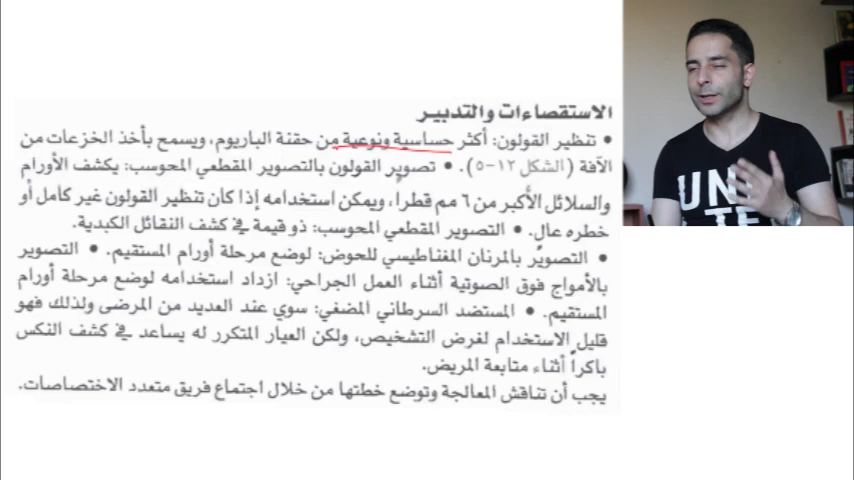 الاستقصاءات والتدبير
• تنظير القولون: أكثر حساسية ونوعية من حقنة الباريوم، ويسمح بأخذ الخزعات من
الآفة (الشكل ١٢-٥). • تصوير القولون بالتصوير المقطعي المحوسب: يكشف الأورام
والسلائل الأكبر من ٦ مم قطراً، ويمكن استخدامه إذا كان تنظير القولون غير كامل أو
خطره عالٍ. • التصوير المقطعي المحوسب: ذو قيمة في كشف النقائل الكبدية.
• التصوير بالمرنان المغناطيسي للحوض: لوضع مرحلة أورام المستقيم. • التصوير
بالأمواج فوق الصوتية أثناء العمل الجراحي: ازداد استخدامه لوضع مرحلة أورام
المستقيم. • المستضد السرطاني المضغي: سوي عند العديد من المرضى ولذلك فهو
قليل الاستخدام لغرض التشخيص، ولكن العيار المتكرر له يساعد في كشف النكس
باكراً أثناء متابعة المريض.
يجب أن تناقش المعالجة وتوضع خطتها من خلال اجتماع فريق متعدد الاختصاصات.